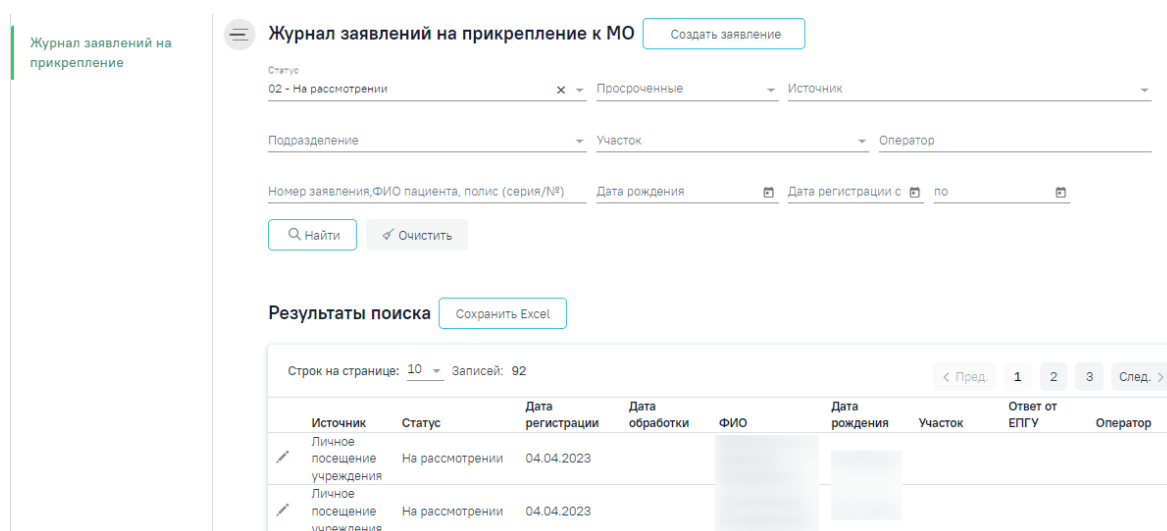 Журнал заявлений на
прикрепление
Журнал заявлений на прикрепление к МО
Создать заявление
Статус
02 - На рассмотрении
Просроченные
Источник
Подразделение
Участок
Оператор
Номер заявления,ФИО пациента, полис (серия/№)
Дата рождения
Дата регистрации с
по
Найти
Очистить
Результаты поиска
Сохранить Excel
Строк на странице: 10 Записей: 92
< Пред. 1 2 3 След. >
Источник
Статус
Дата
регистрации
Дата
обработки
ФИО
Дата
рождения
Участок
Ответ от
ЕПГУ
Оператор
Личное
посещение
учреждения
На рассмотрении
04.04.2023
Личное
посещение
учреждения
На рассмотрении
04.04.2023